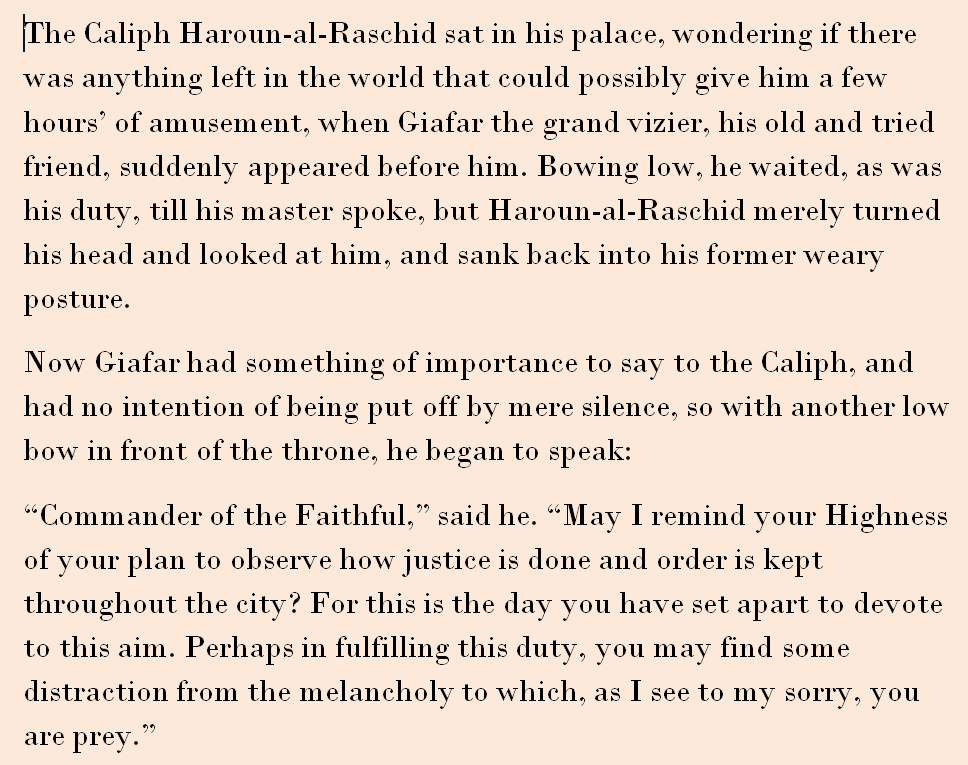 The Caliph Haroun-al-Raschid sat in his palace, wondering if there
was anything left in the world that could possibly give him a few
hours’ of amusement, when Giafar the grand vizier, his old and tried
friend, suddenly appeared before him. Bowing low, he waited, as was
his duty, till his master spoke, but Haroun-al-Raschid merely turned
his head and looked at him, and sank back into his former weary
posture.
Now Giafar had something of importance to say to the Caliph, and
had no intention of being put off by mere silence, so with another low
bow in front of the throne, he began to speak:
“Commander of the Faithful,” said he. “May I remind your Highness
of your plan to observe how justice is done and order is kept
throughout the city? For this is the day you have set apart to devote
to this aim. Perhaps in fulfilling this duty, you may find some
distraction from the melancholy to which, as I see to my sorry, you
are prey.”